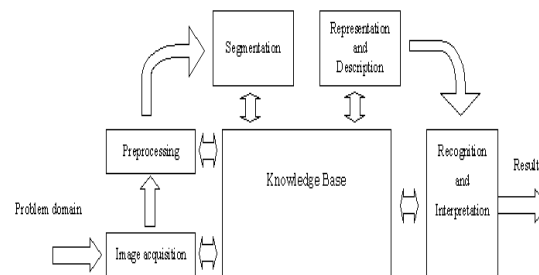 Segmentation
Representation
and
Description
Preprocessing
Knowledge Base
Recognition
and
Interpretation
Result
Problem domain
Image acquisition